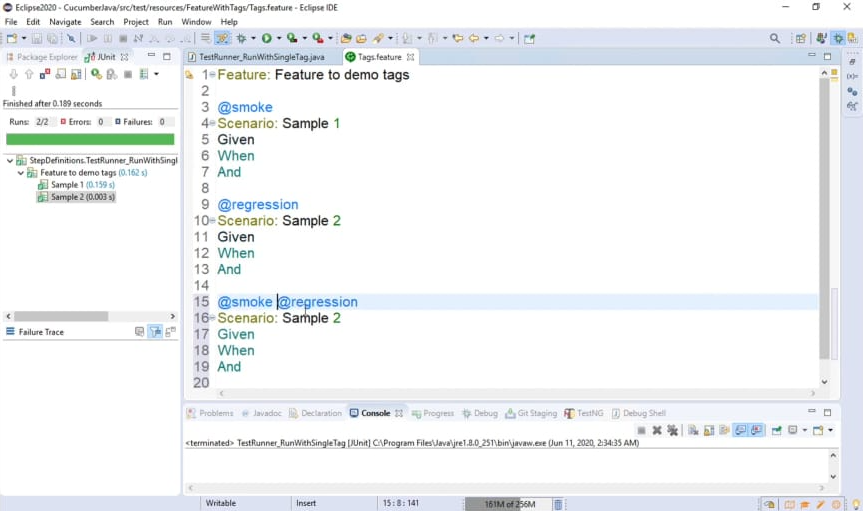 Eclipse2020 - CucumberJava/src/test/resources/FeatureWithTags/Tags.feature - Eclipse IDE
File Edit Navigate Search Project Run Window Help
Package Explorer JUnit
Finished after 0.189 seconds
Runs: 2/2 Errors: 0 Failures: 0
StepDefinitions.TestRunner_RunWithSingl
Feature to demo tags (0.162 s)
Sample 1 (0.159 s)
Sample 2 (0.003 s)
Failure Trace
TestRunner_RunWithSingleTag.java Tags.feature
1 Feature: Feature to demo tags
2
3 @smoke
4 Scenario: Sample 1
5 Given
6 When
7 And
8
9 @regression
10 Scenario: Sample 2
11 Given
12 When
13 And
14
15 @smoke @regression
16 Scenario: Sample 2
17 Given
18 When
19 And
20
Problems Javadoc Declaration Console Progress Debug Git Staging TestNG Debug Shell
<terminated> TestRunner_RunWithSingleTag [JUnit] C:\Program Files\Java\jre1.8.0_251\bin\javaw.exe (Jun 11, 2020, 2:34:35 AM)
Writable Insert 15 : 8 : 141 161M of 256M